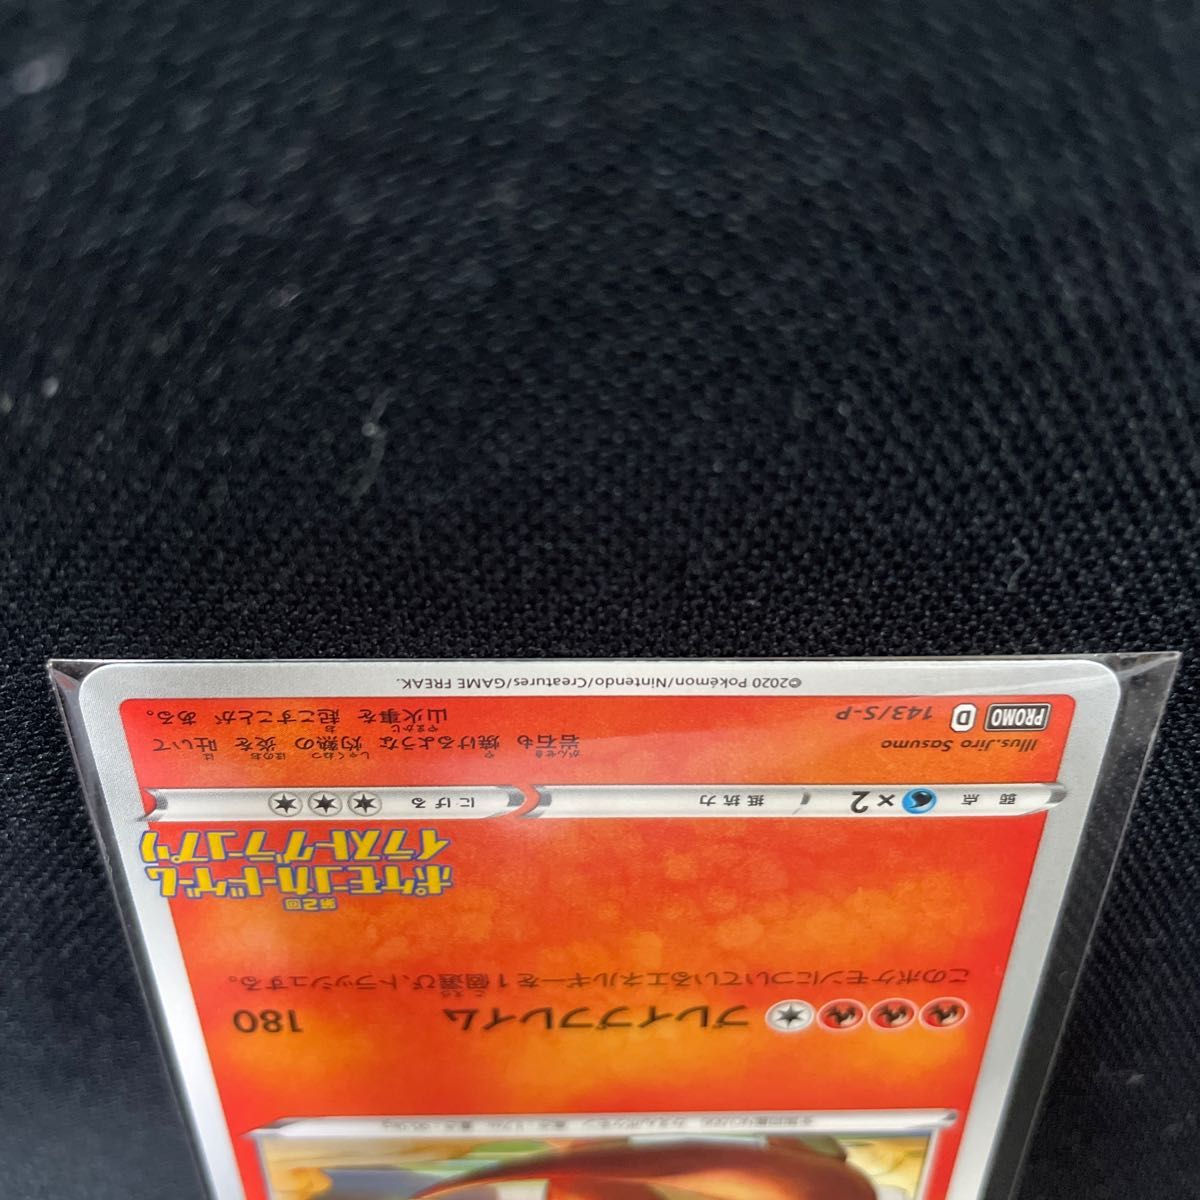 ブレイブフレイム 180
このポケモンについているエネルギーを1個選び、トラッシュする。
第2回
ポケモンカードゲーム
イラストグランプリ
弱点 ×2 抵抗力 にげる
Illus.Jiro Sasumo
PROMO D 143/S-P
岩石も 焼けるような 灼熱の 炎を 吐いて
山火事を 起こすことが ある。
©2020 Pokémon/Nintendo/Creatures/GAME FREAK.